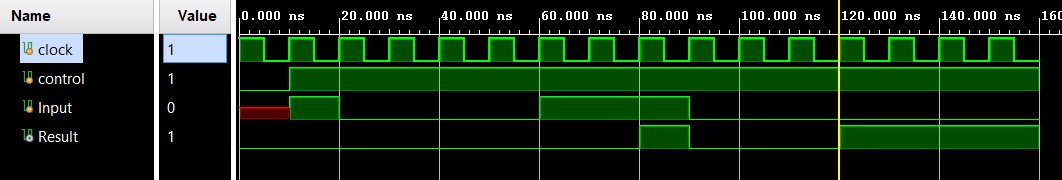 Name Value 0.000 ns 20.000 ns 40.000 ns 60.000 ns 80.000 ns 100.000 ns 120.000 ns 140.000 ns 160
clock 1
control 1
Input 0
Result 1